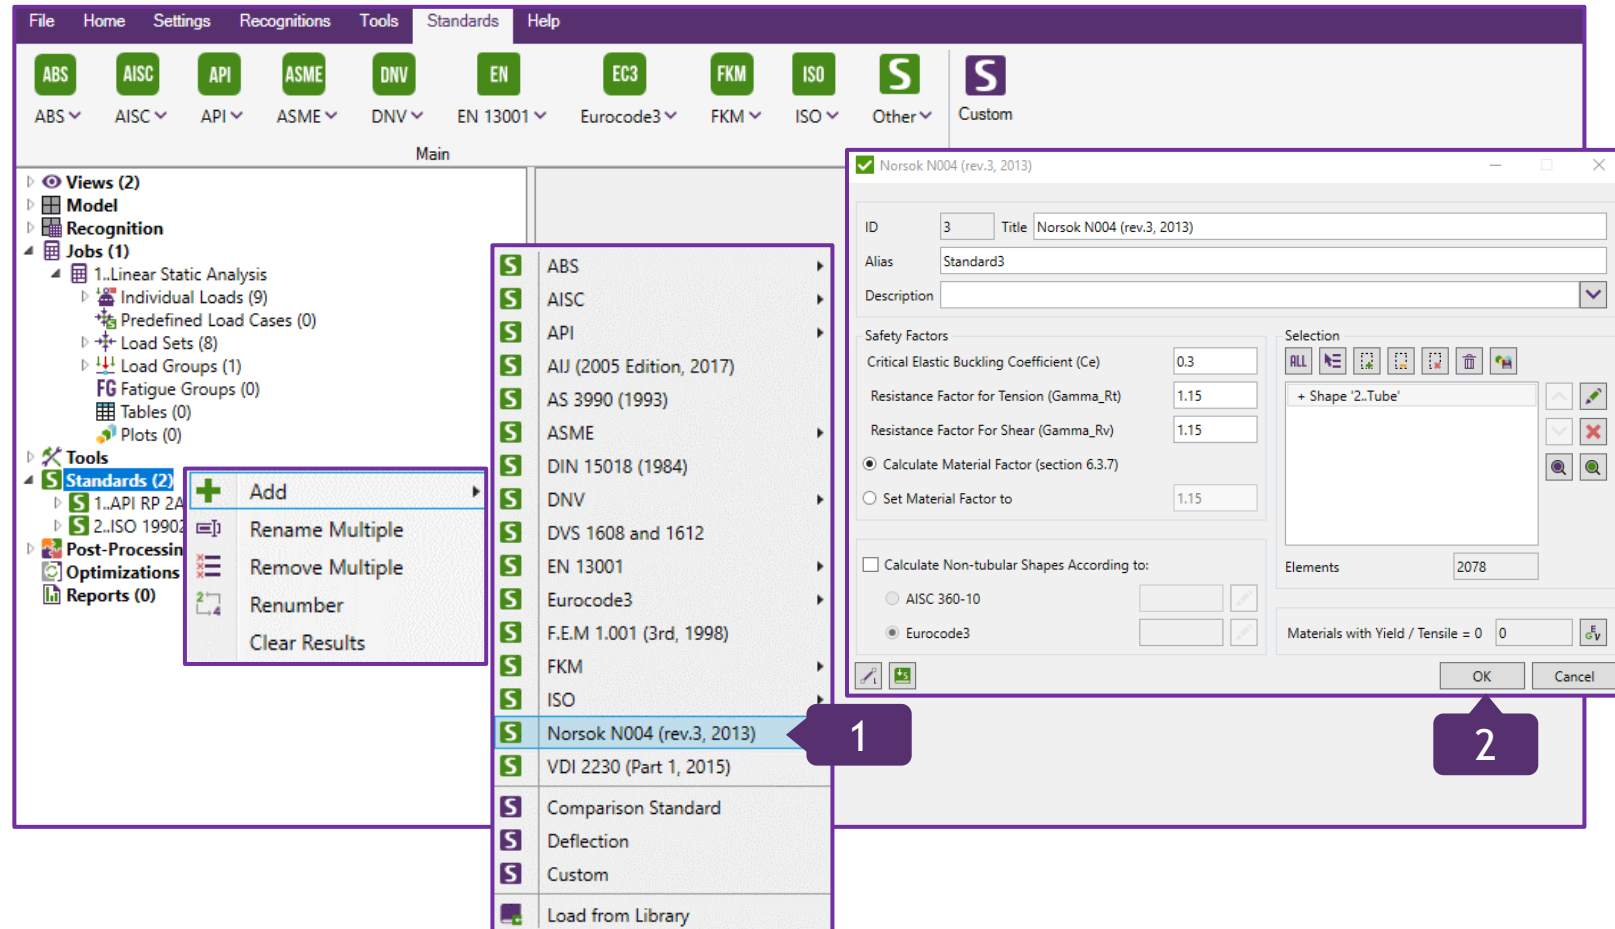 File Home Settings Recognitions Tools Standards Help
ABS AISC API ASME DNV EN EC3 FKM ISO S S
ABS AISC API ASME DNV EN 13001 Eurocode3 FKM ISO Other Custom
Main
Views (2)
Model
Recognition
Jobs (1)
1..Linear Static Analysis
Individual Loads (9)
Predefined Load Cases (0)
Load Sets (8)
Load Groups (1)
FG Fatigue Groups (0)
Tables (0)
Plots (0)
Tools
S Standards (2)
S 1..API RP 2A
S 2..ISO 19902
Post-Processin
Optimizations
Reports (0)
Add
Rename Multiple
Remove Multiple
Renumber
Clear Results
S ABS
S AISC
S API
S AIJ (2005 Edition, 2017)
S AS 3990 (1993)
S ASME
S DIN 15018 (1984)
S DNV
S DVS 1608 and 1612
S EN 13001
S Eurocode3
S F.E.M 1.001 (3rd, 1998)
S FKM
S ISO
S Norsok N004 (rev.3, 2013)
S VDI 2230 (Part 1, 2015)
S Comparison Standard
S Deflection
S Custom
Load from Library
1
Norsok N004 (rev.3, 2013)
ID 3 Title Norsok N004 (rev.3, 2013)
Alias Standard3
Description
Safety Factors
Critical Elastic Buckling Coefficient (Ce) 0.3
Resistance Factor for Tension (Gamma_Rt) 1.15
Resistance Factor For Shear (Gamma_Rv) 1.15
Calculate Material Factor (section 6.3.7)
Set Material Factor to 1.15
Calculate Non-tubular Shapes According to:
AISC 360-10
Eurocode3
Selection
ALL
+ Shape '2..Tube'
Elements 2078
Materials with Yield / Tensile = 0 0
OK Cancel
2